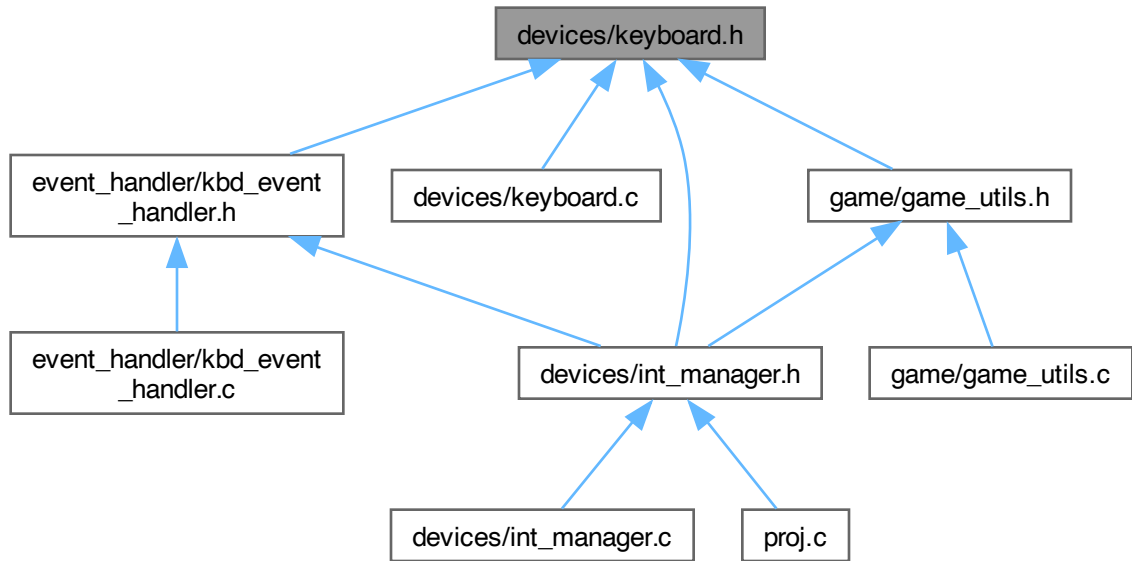 devices/keyboard.h
event_handler/kbd_event
_handler.h
devices/keyboard.c
game/game_utils.h
event_handler/kbd_event
_handler.c
devices/int_manager.h
game/game_utils.c
devices/int_manager.c
proj.c